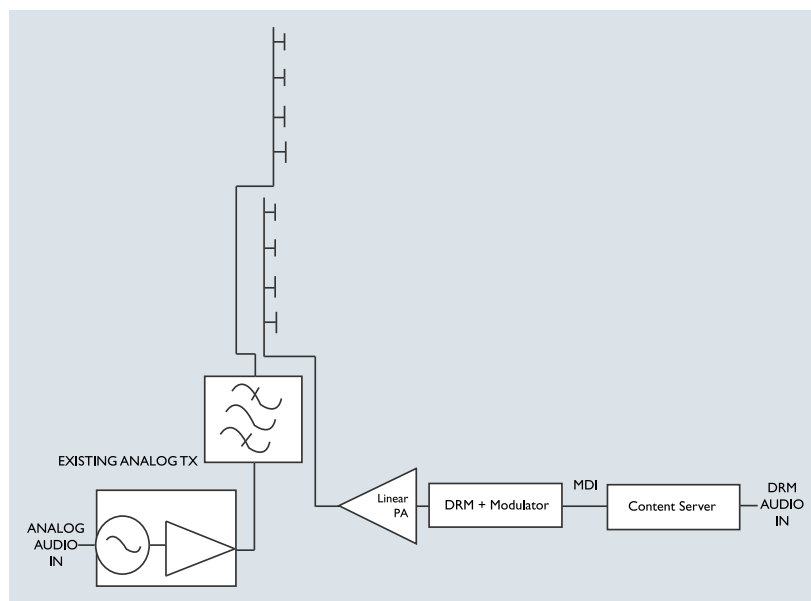 EXISTING ANALOG TX
ANALOG
AUDIO
IN
Linear
PA
DRM + Modulator
MDI
Content Server
DRM
AUDIO
IN